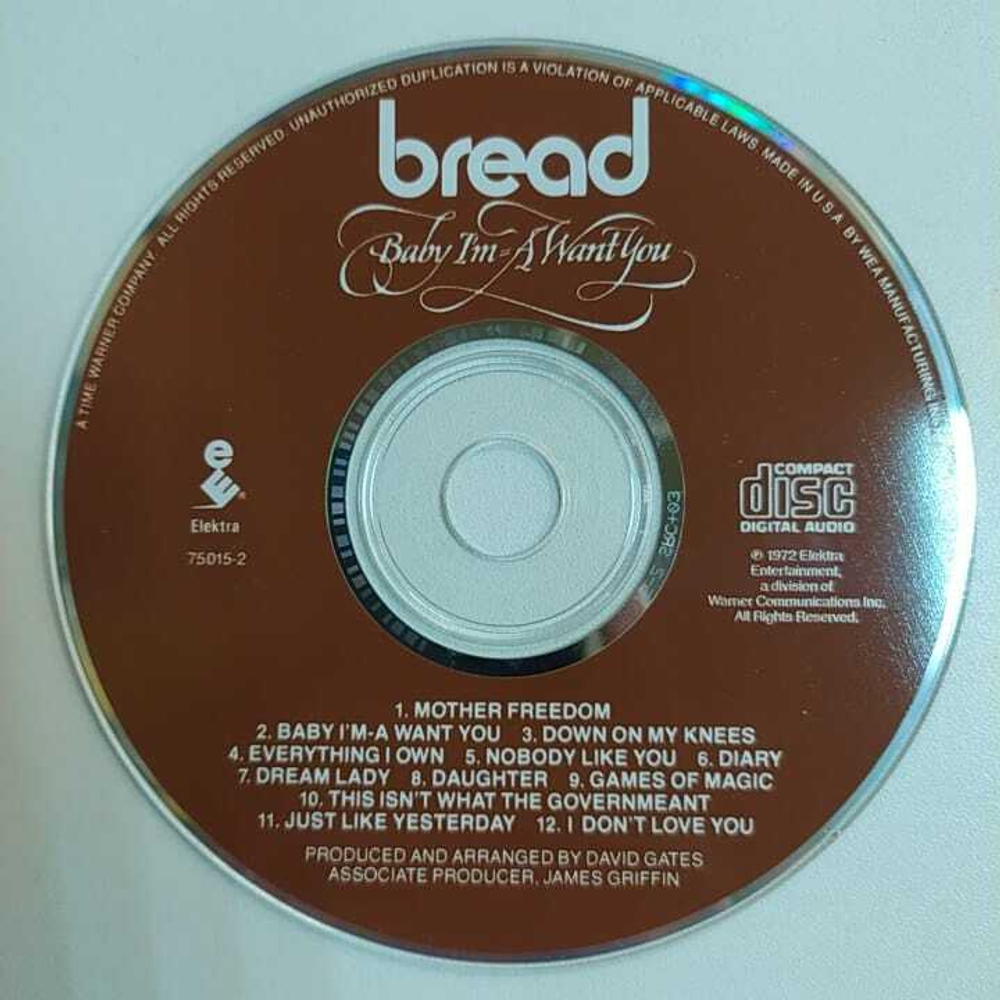 A TIME WARNER COMPANY. ALL RIGHTS RESERVED. UNAUTHORIZED DUPLICATION IS A VIOLATION OF APPLICABLE LAWS. MADE IN U.S.A. BY WEA MANUFACTURING INC.
bread
Baby I'm-A Want You
e
Elektra
75015-2
COMPACT
disc
DIGITAL AUDIO
℗ 1972 Elektra
Entertainment,
a division of
Warner Communications Inc.
All Rights Reserved.
1. MOTHER FREEDOM
2. BABY I'M-A WANT YOU 3. DOWN ON MY KNEES
4. EVERYTHING I OWN 5. NOBODY LIKE YOU 6. DIARY
7. DREAM LADY 8. DAUGHTER 9. GAMES OF MAGIC
10. THIS ISN'T WHAT THE GOVERNMEANT
11. JUST LIKE YESTERDAY 12. I DON'T LOVE YOU
PRODUCED AND ARRANGED BY DAVID GATES
ASSOCIATE PRODUCER, JAMES GRIFFIN